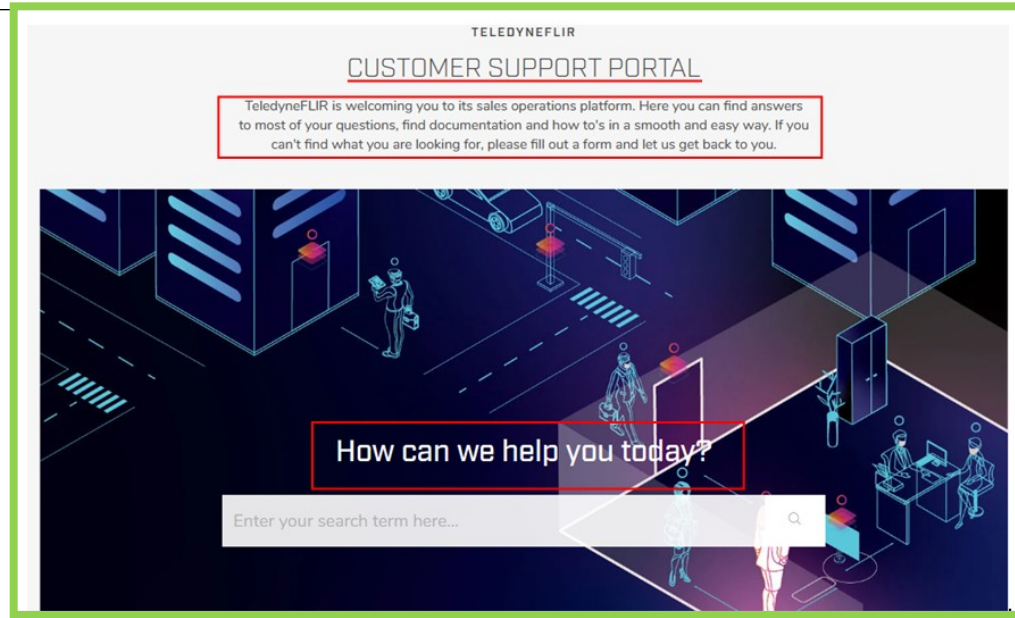 TELEDYNEFLIR
CUSTOMER SUPPORT PORTAL
TeledyneFLIR is welcoming you to its sales operations platform. Here you can find answers
to most of your questions, find documentation and how to's in a smooth and easy way. If you
can't find what you are looking for, please fill out a form and let us get back to you.
How can we help you today?
Enter your search term here...